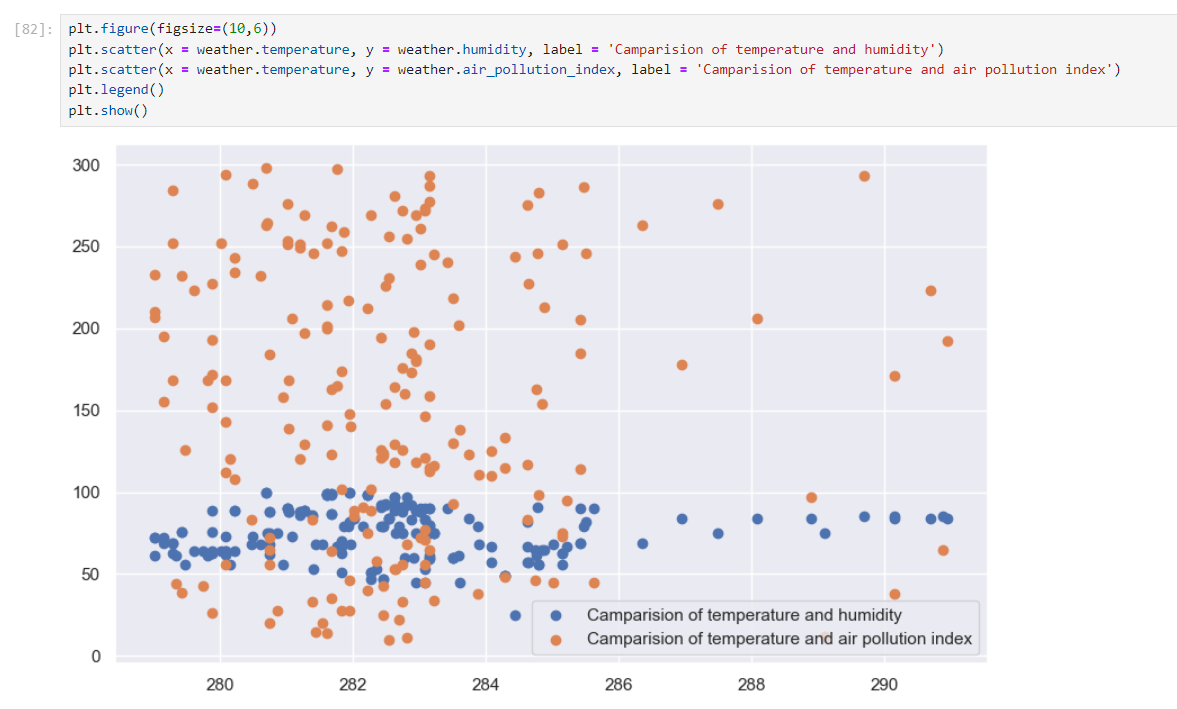 [82]: plt.figure(figsize=(10,6))
plt.scatter(x = weather.temperature, y = weather.humidity, label = 'Camparision of temperature and humidity')
plt.scatter(x = weather.temperature, y = weather.air_pollution_index, label = 'Camparision of temperature and air pollution index')
plt.legend()
plt.show()
300
250
200
150
100
50
0
Camparision of temperature and humidity
Camparision of temperature and air pollution index
280 282 284 286 288 290